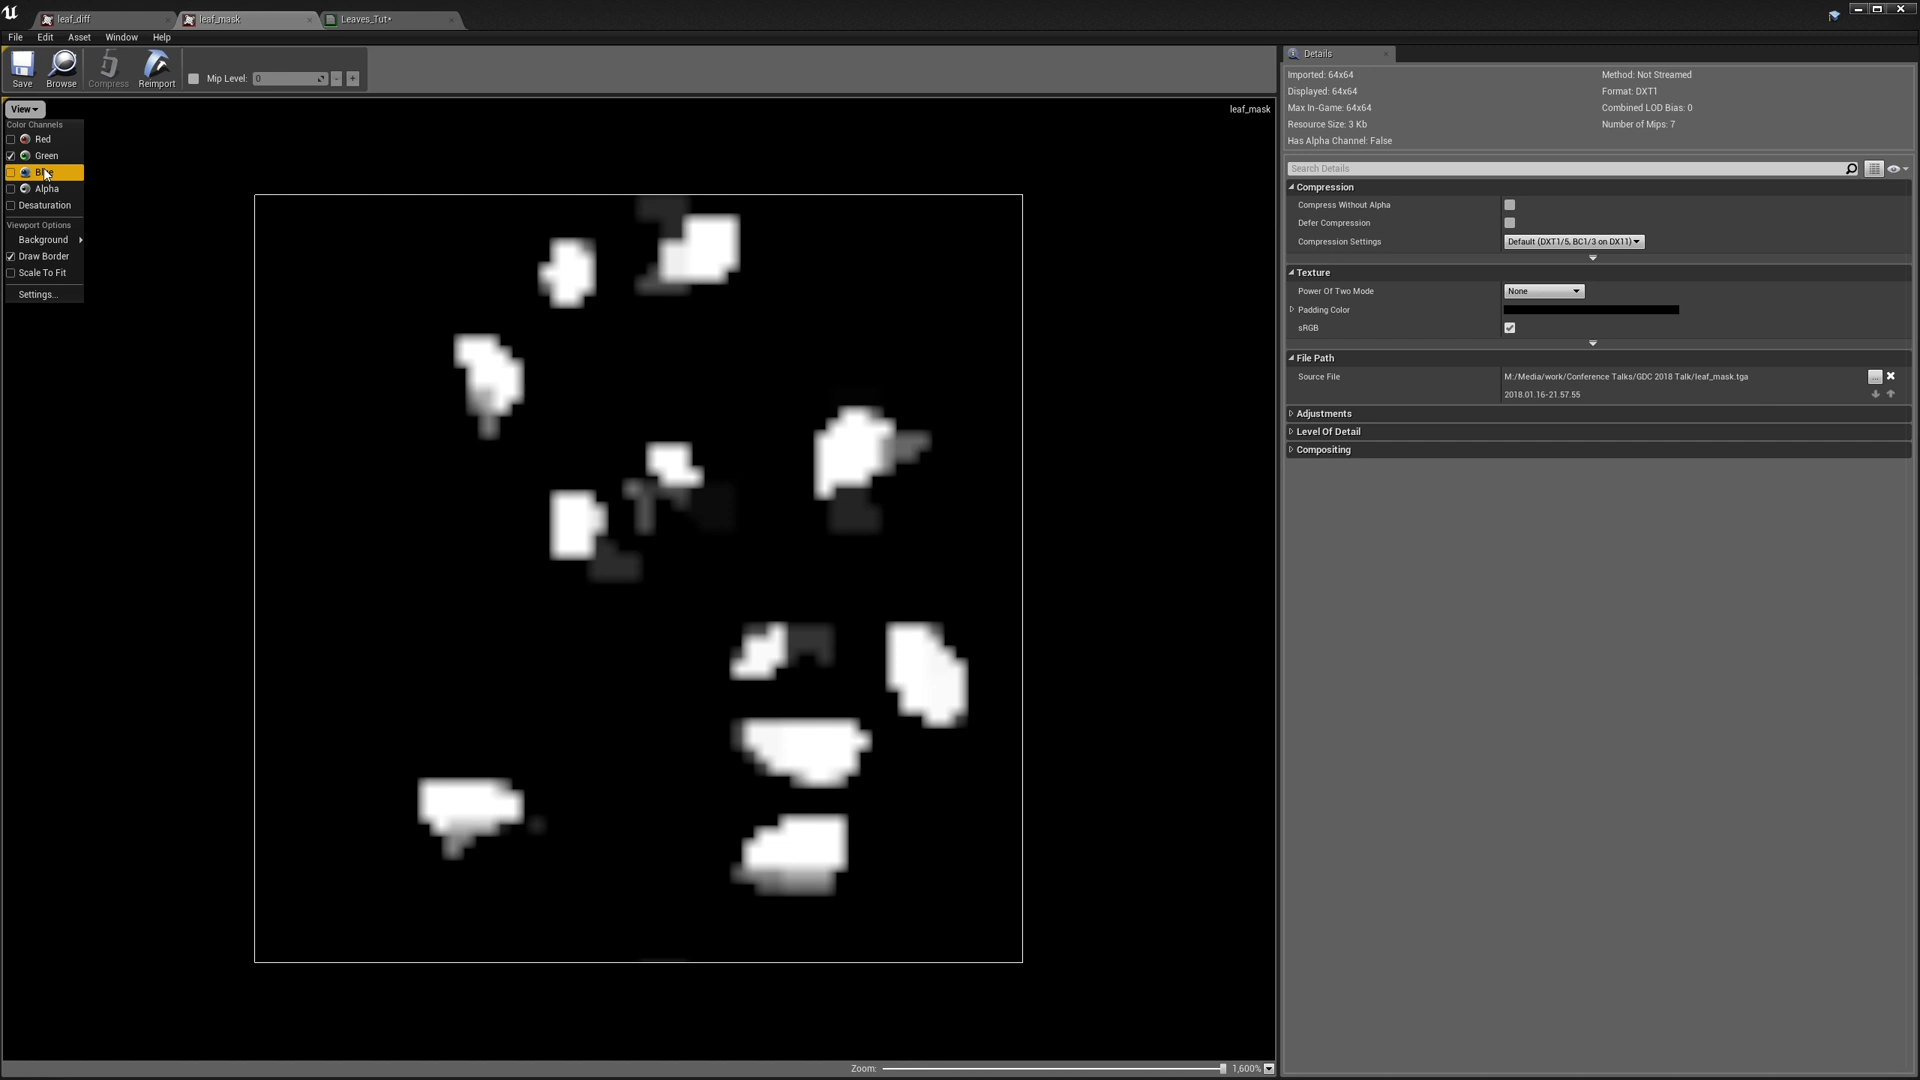 leaf_diff
leaf_mask
Leaves_Tut*
File Edit Asset Window Help
Save Browse Compress Reimport Mip Level: 0 - +
View
leaf_mask
Color Channels
Red
Green
Alpha
Desaturation
Viewport Options
Background
Draw Border
Scale To Fit
Settings...
Zoom: 1,600%
Details
Imported: 64x64 Method: Not Streamed
Displayed: 64x64 Format: DXT1
Max In-Game: 64x64 Combined LOD Bias: 0
Resource Size: 3 Kb Number of Mips: 7
Has Alpha Channel: False
Search Details
Compression
Compress Without Alpha
Defer Compression
Compression Settings Default (DXT1/5, BC1/3 on DX11)
Texture
Power Of Two Mode None
Padding Color
sRGB
File Path
Source File M:/Media/work/Conference Talks/GDC 2018 Talk/leaf_mask.tga ...
2018.01.16-21.57.55
Adjustments
Level Of Detail
Compositing